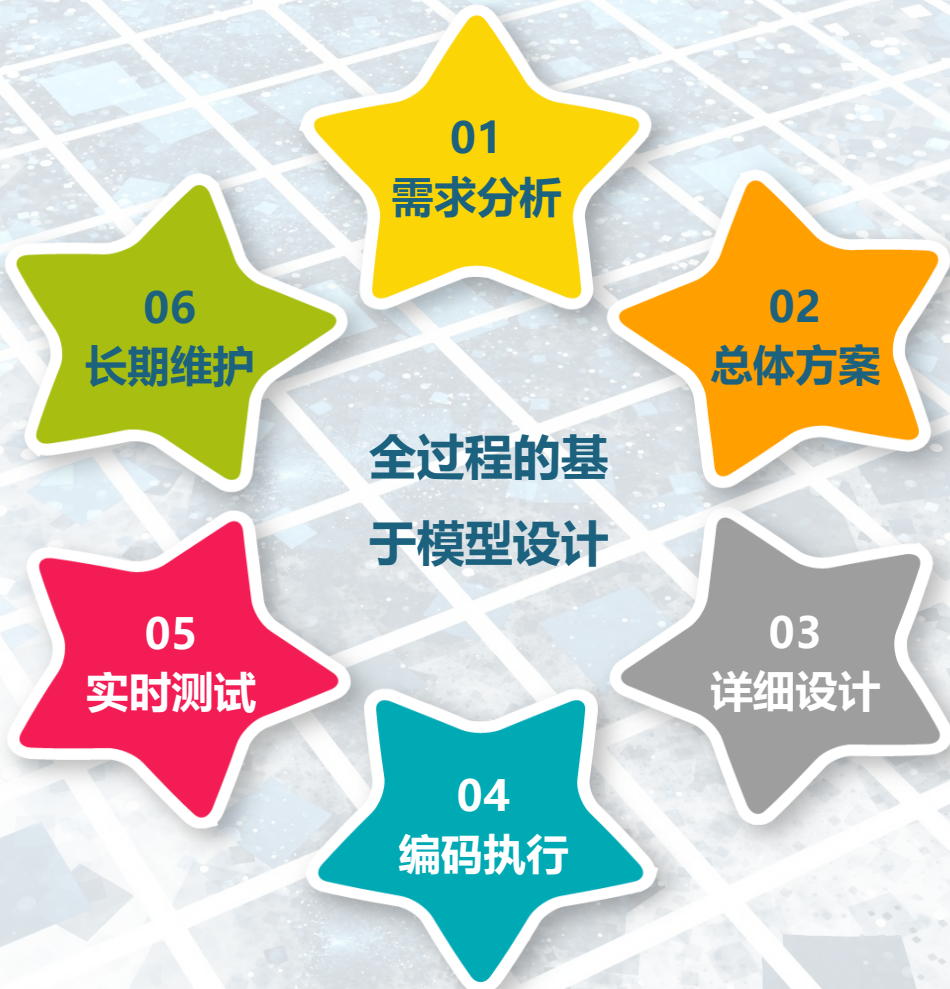 01
需求分析
02
总体方案
03
详细设计
04
编码执行
05
实时测试
06
长期维护
全过程的基
于模型设计